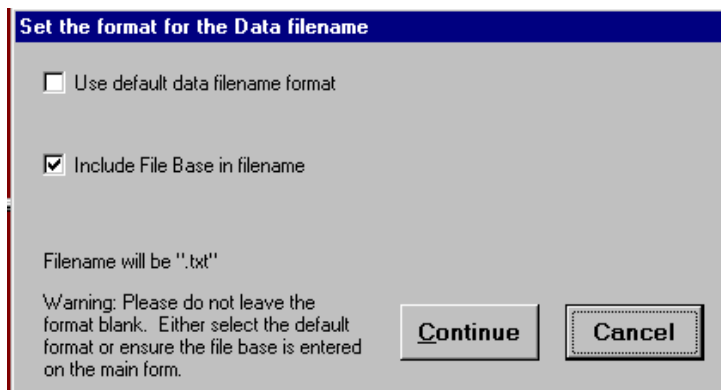 Set the format for the Data filename
Use default data filename format
Include File Base in filename
Filename will be ".txt"
Warning: Please do not leave the
format blank.  Either select the default
format or ensure the file base is entered
on the main form.
Continue
Cancel